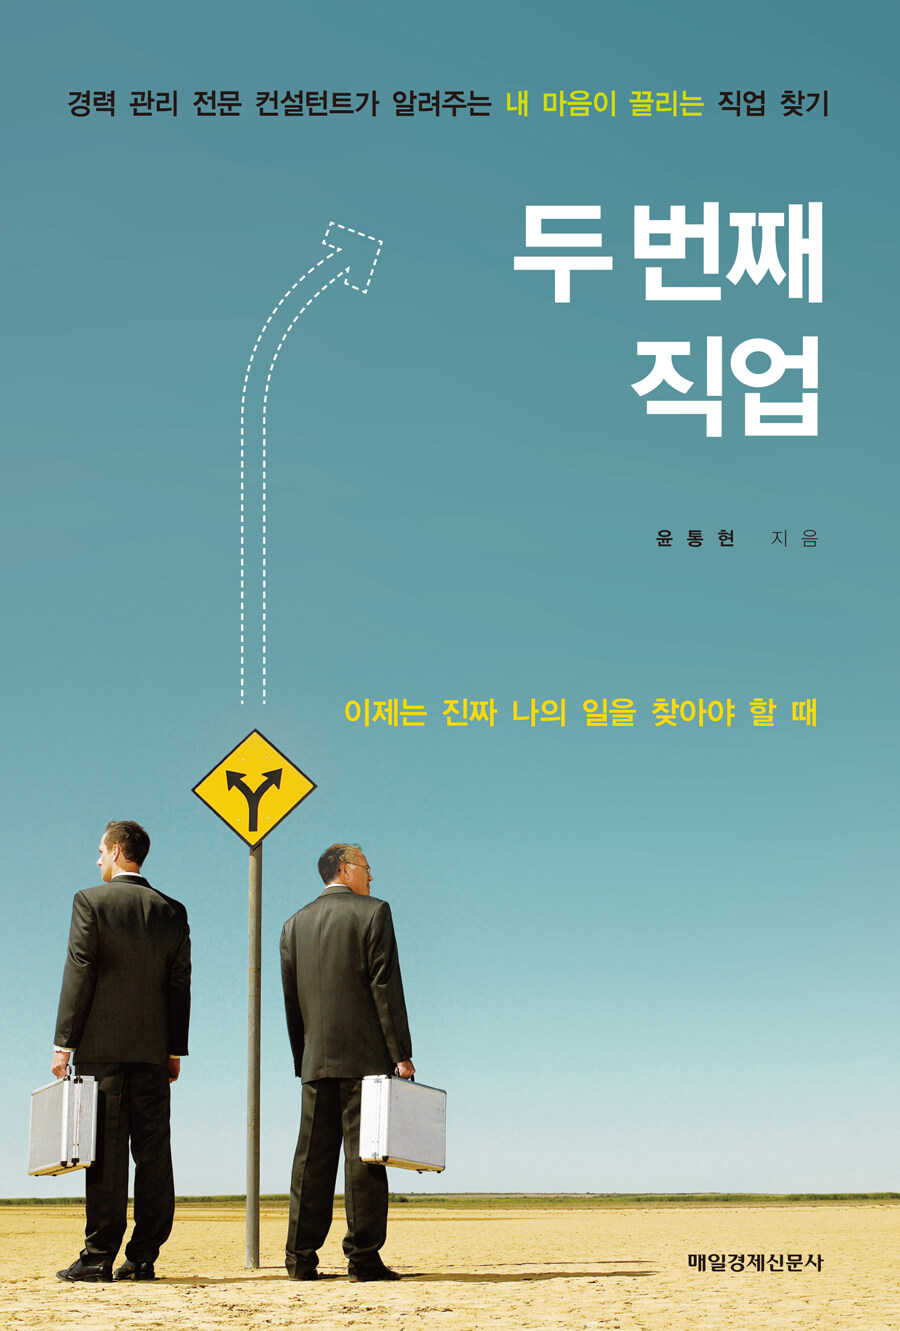 경력 관리 전문 컨설턴트가 알려주는 내 마음이 끌리는 직업 찾기
두 번째
직업
윤통현 지음
이제는 진짜 나의 일을 찾아야 할 때
매일경제신문사